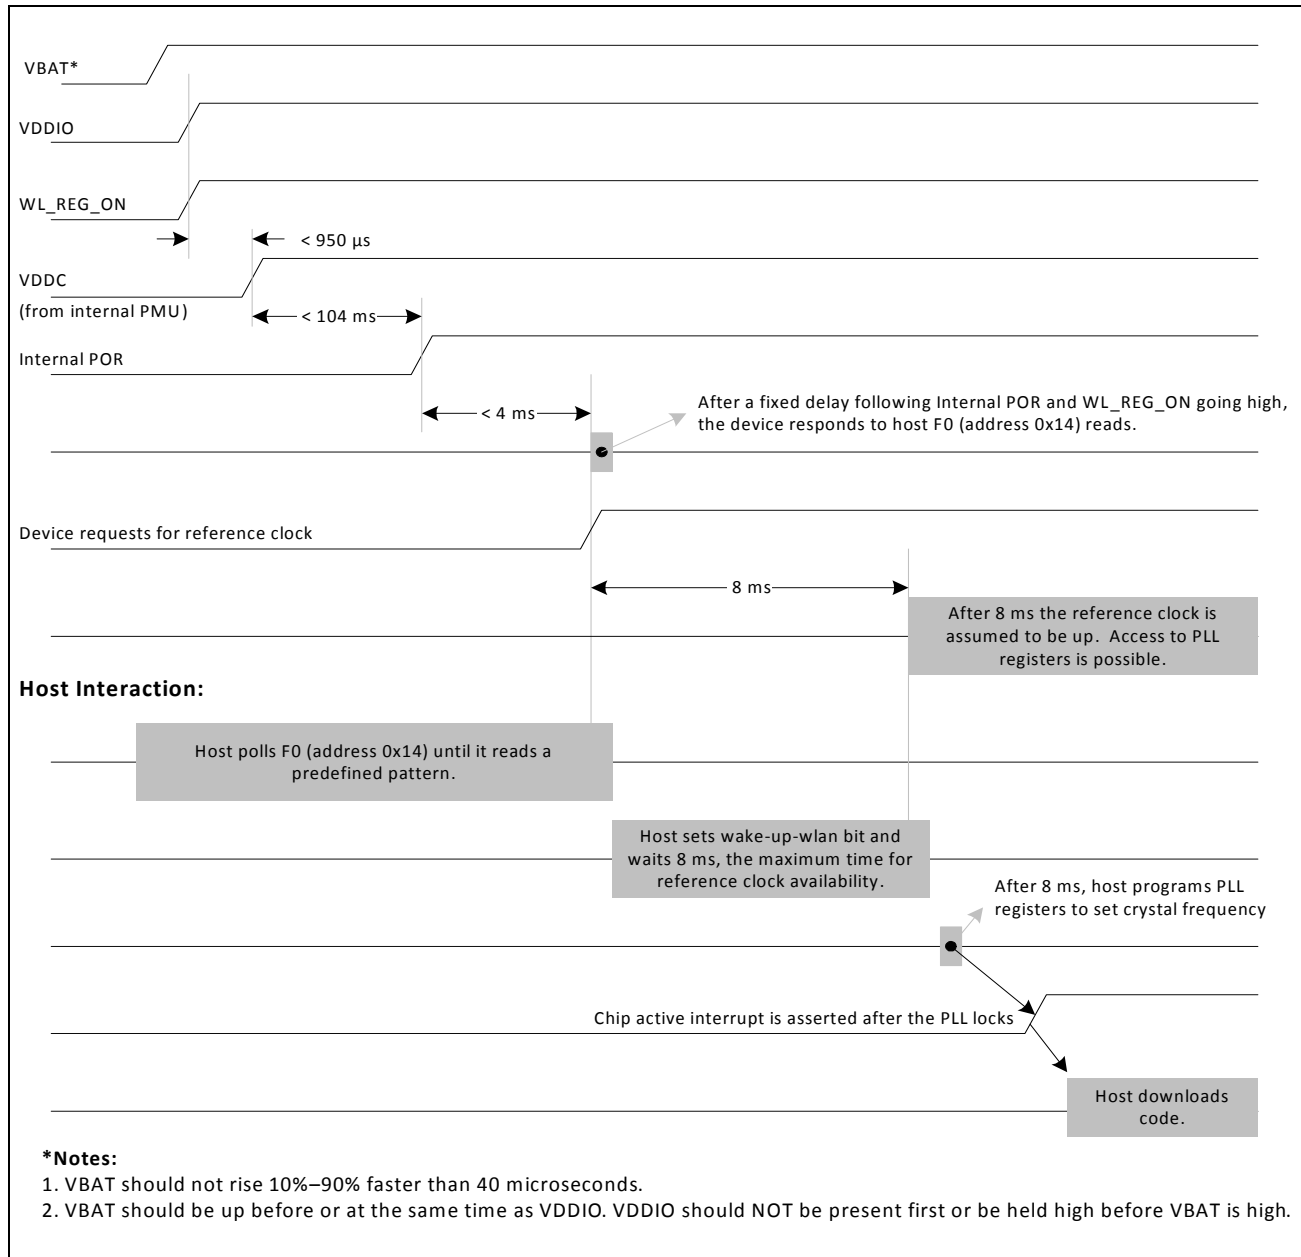 VBAT*
VDDIO
WL_REG_ON
< 950 µs
VDDC
(from internal PMU)
< 104 ms
Internal POR
< 4 ms
After a fixed delay following Internal POR and WL_REG_ON going high,
the device responds to host F0 (address 0x14) reads.
Device requests for reference clock
8 ms
After 8 ms the reference clock is
assumed to be up. Access to PLL
registers is possible.
Host Interaction:
Host polls F0 (address 0x14) until it reads a
predefined pattern.
Host sets wake-up-wlan bit and
waits 8 ms, the maximum time for
reference clock availability.
After 8 ms, host programs PLL
registers to set crystal frequency
Chip active interrupt is asserted after the PLL locks
Host downloads
code.
*Notes:
1. VBAT should not rise 10%–90% faster than 40 microseconds.
2. VBAT should be up before or at the same time as VDDIO. VDDIO should NOT be present first or be held high before VBAT is high.